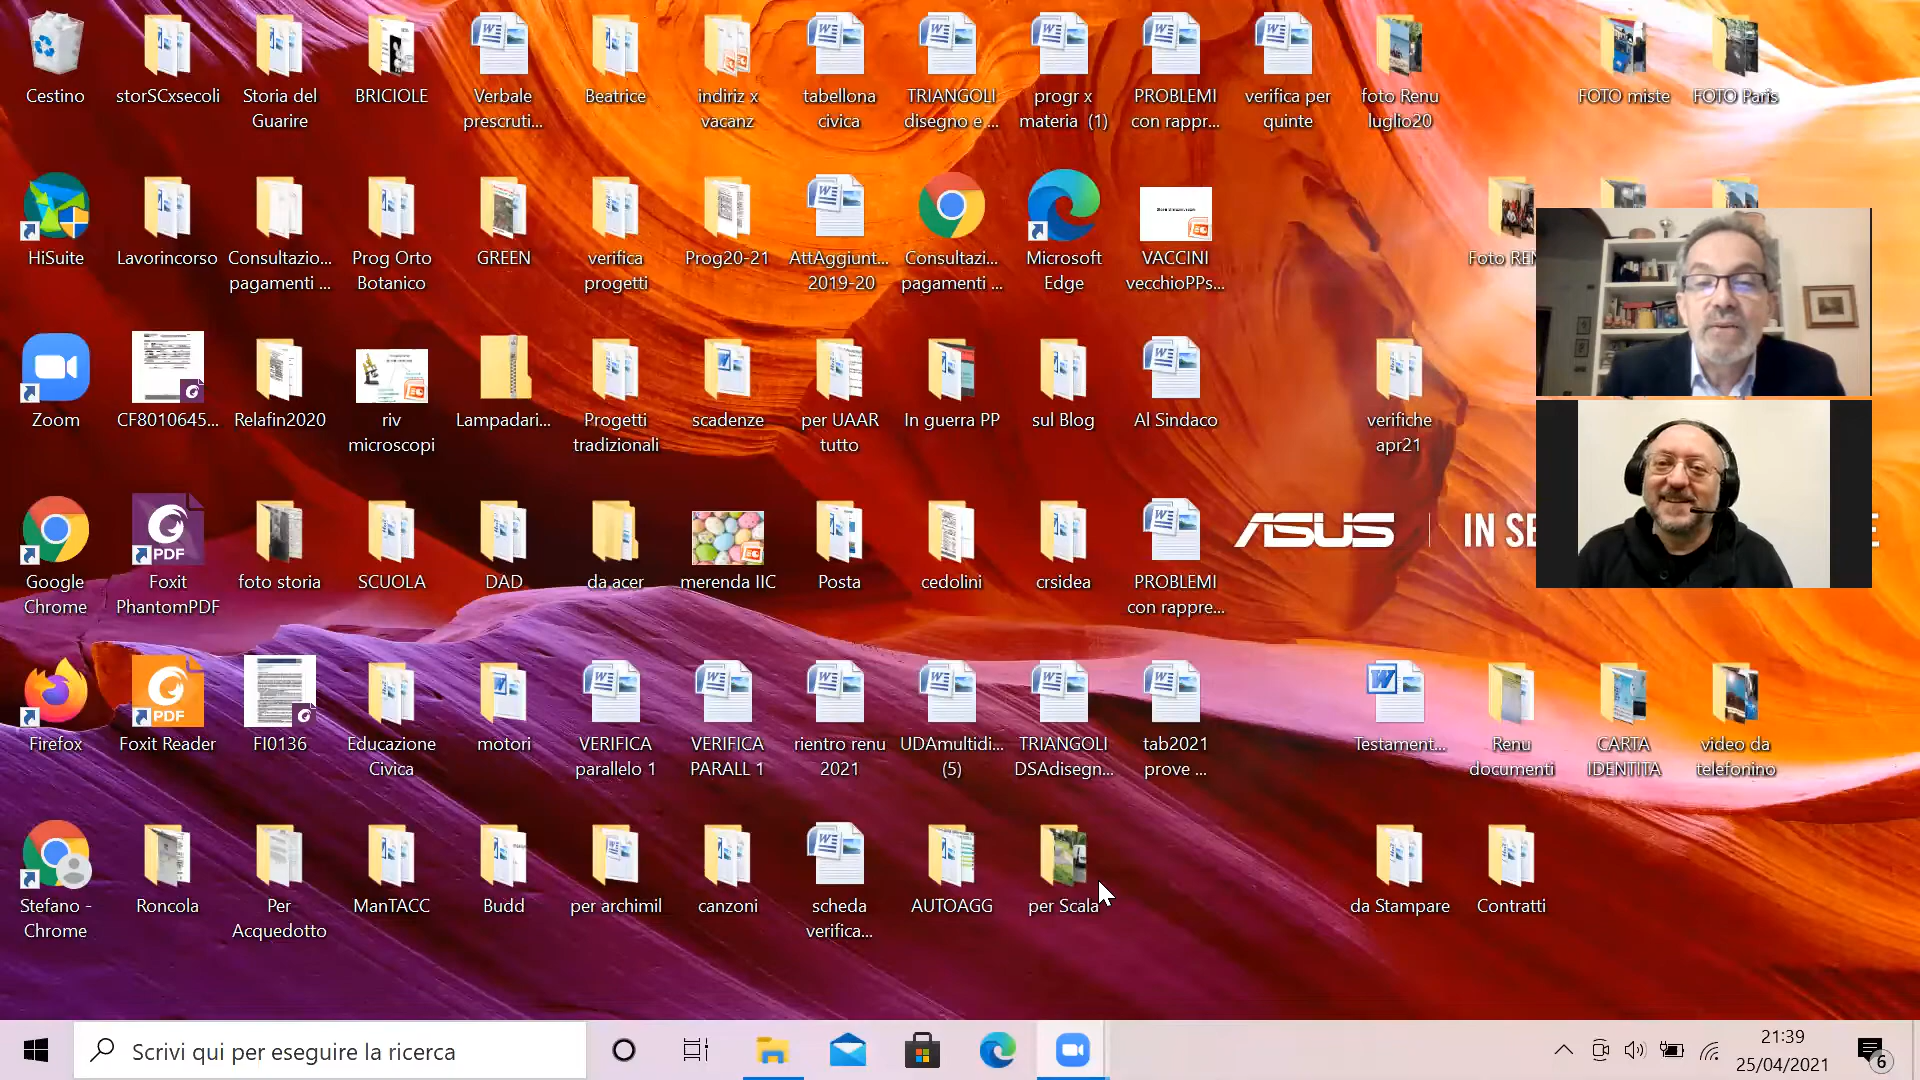 Cestino
storSCxsecoli
Storia del
Guarire
BRICIOLE
Verbale
prescruti...
Beatrice
indiriz x
vacanz
tabellona
civica
TRIANGOLI
disegno e ...
progr x
materia (1)
PROBLEMI
con rappr...
verifica per
quinte
foto Renu
luglio20
FOTO miste
FOTO Paris
HiSuite
Lavorincorso
Consultazio...
pagamenti ...
Prog Orto
Botanico
GREEN
verifica
progetti
Prog20-21
AttAggiunt...
2019-20
Consultazi...
pagamenti ...
Microsoft
Edge
VACCINI
vecchioPPs...
Foto REN
Zoom
CF8010645...
Relafin2020
riv
microscopi
Lampadari...
Progetti
tradizionali
scadenze
per UAAR
tutto
In guerra PP
sul Blog
Al Sindaco
verifiche
apr21
Google
Chrome
PDF
Foxit
PhantomPDF
foto storia
SCUOLA
DAD
da acer
merenda IIC
Posta
cedolini
crsidea
PROBLEMI
con rappre...
ASUS
IN SE
E
Firefox
PDF
Foxit Reader
FI0136
Educazione
Civica
motori
VERIFICA
parallelo 1
VERIFICA
PARALL 1
rientro renu
2021
UDAmultidi...
(5)
TRIANGOLI
DSAdisegn...
tab2021
prove ...
Testament...
Renu
documenti
CARTA
IDENTITA
video da
telefonino
Stefano -
Chrome
Roncola
Per
Acquedotto
ManTACC
Budd
per archimil
canzoni
scheda
verifica...
AUTOAGG
per Scala
da Stampare
Contratti
Scrivi qui per eseguire la ricerca
21:39
25/04/2021
6